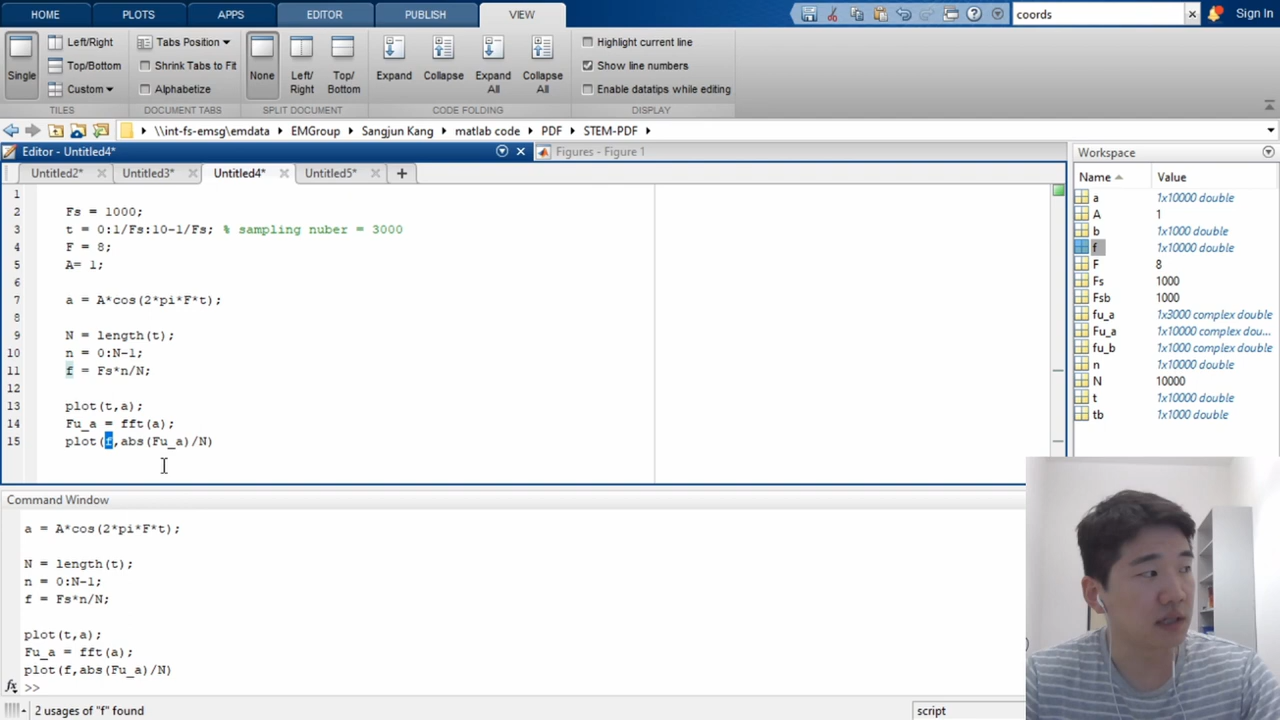 HOME PLOTS APPS EDITOR PUBLISH VIEW coords Sign In
Left/Right Tabs Position Highlight current line
Single Top/Bottom Shrink Tabs to Fit None Left/ Right Top/ Bottom Expand Collapse Expand All Collapse All Show line numbers
Custom Alphabetize Enable datatips while editing
TILES DOCUMENT TABS SPLIT DOCUMENT CODE FOLDING DISPLAY
\\int-fs-emsg\emdata EMGroup Sangjun Kang matlab code PDF STEM-PDF
Editor - Untitled4* Figures - Figure 1
Untitled2* Untitled3* Untitled4* Untitled5*
1
2 Fs = 1000;
3 t = 0:1/Fs:10-1/Fs; % sampling nuber = 3000
4 F = 8;
5 A= 1;
6
7 a = A*cos(2*pi*F*t);
8
9 N = length(t);
10 n = 0:N-1;
11 f = Fs*n/N;
12
13 plot(t,a);
14 Fu_a = fft(a);
15 plot(f,abs(Fu_a)/N)
Workspace
Name Value
a 1x10000 double
A 1
b 1x1000 double
f 1x10000 double
F 8
Fs 1000
Fsb 1000
fu_a 1x3000 complex double
Fu_a 1x10000 complex dou...
fu_b 1x1000 complex double
n 1x10000 double
N 10000
t 1x10000 double
tb 1x1000 double
Command Window
a = A*cos(2*pi*F*t);
N = length(t);
n = 0:N-1;
f = Fs*n/N;
plot(t,a);
Fu_a = fft(a);
plot(f,abs(Fu_a)/N)
fx >>
2 usages of "f" found script